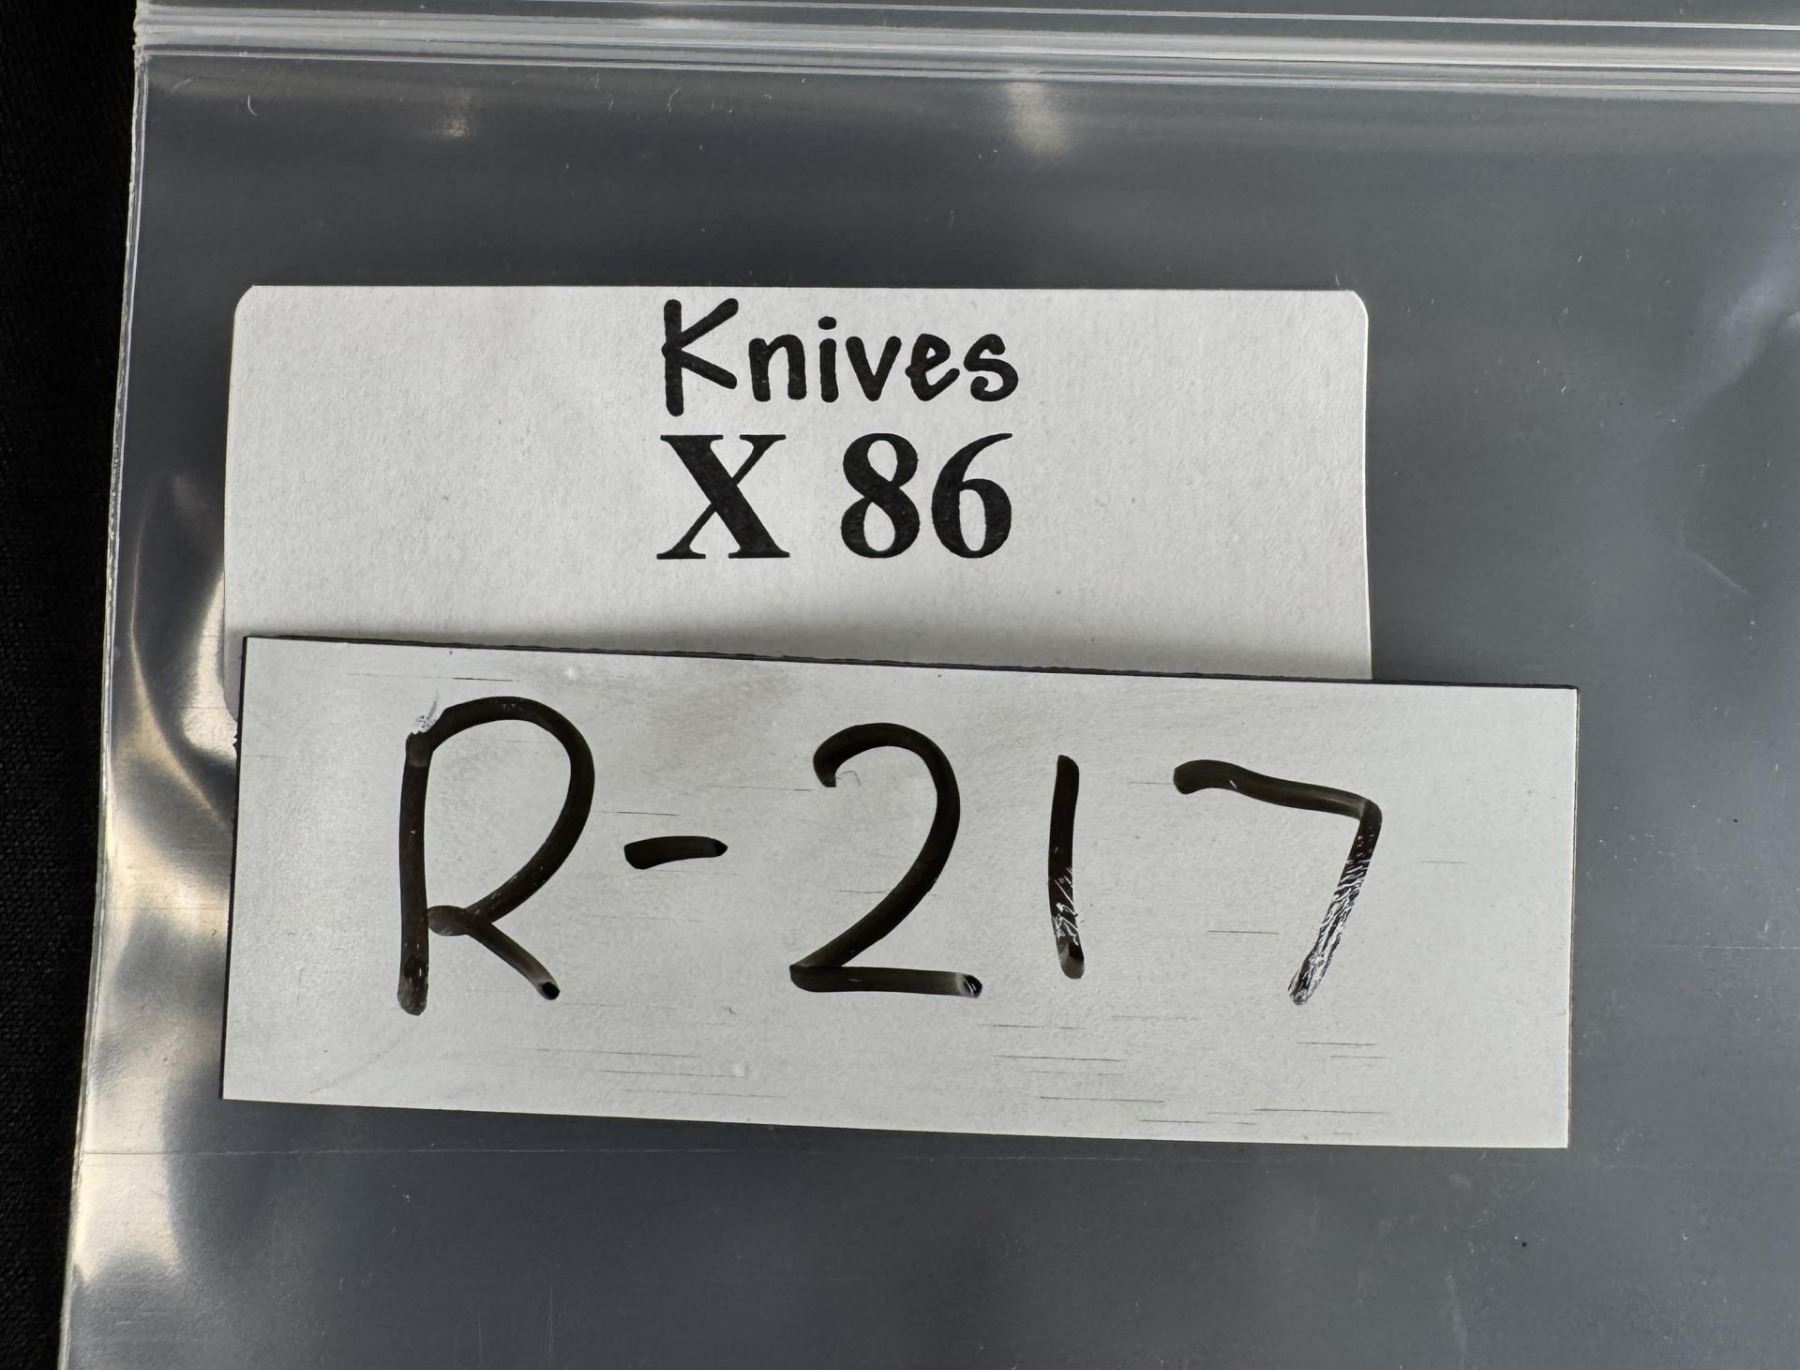 Knives
X 86
R-217